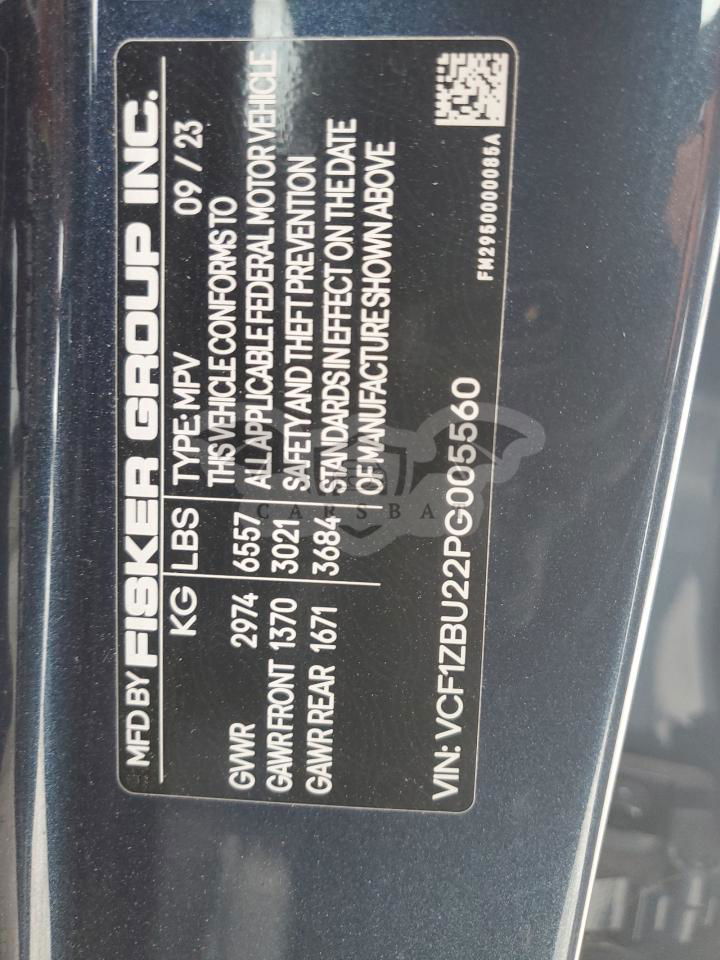 MFD BY FISKER GROUP INC.
KG LBS TYPE: MPV 09 / 23
GVWR 2974 6557
GAWR FRONT 1370 3021
GAWR REAR 1671 3684
THIS VEHICLE CONFORMS TO
ALL APPLICABLE FEDERAL MOTOR VEHICLE
SAFETY AND THEFT PREVENTION
STANDARDS IN EFFECT ON THE DATE
OF MANUFACTURE SHOWN ABOVE
VIN: VCF1ZBU22PG005560
FM2950000085A
CARSBA